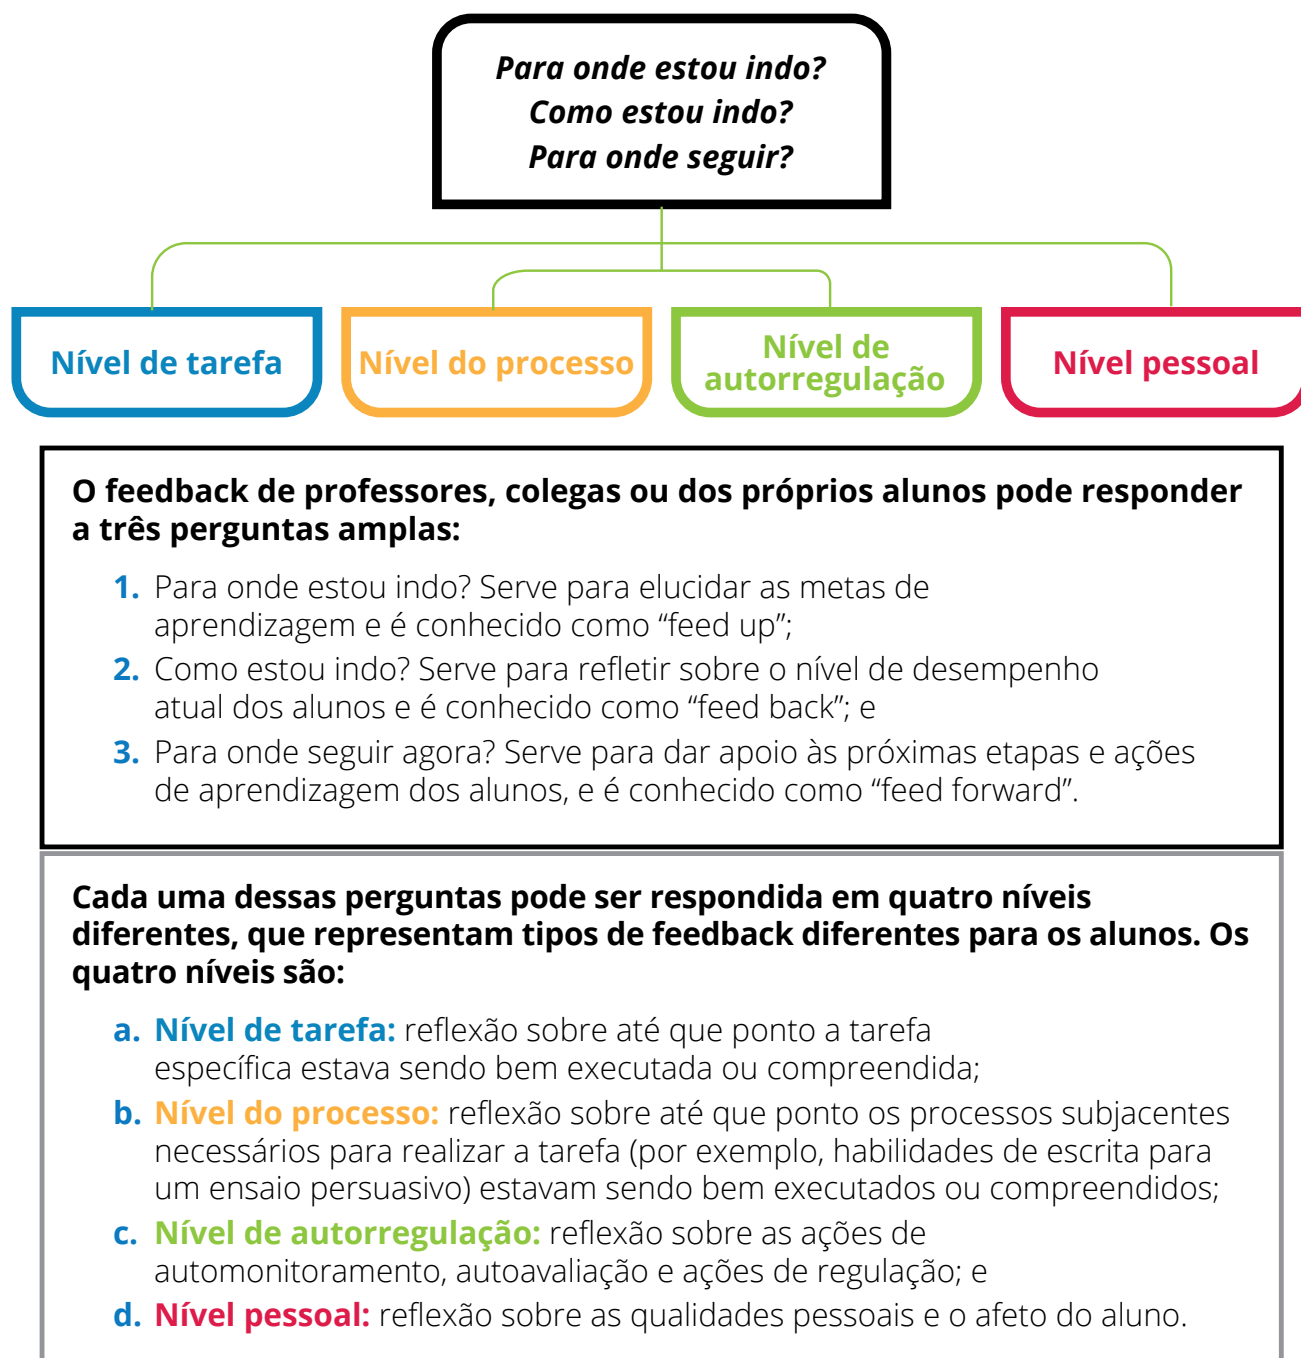 Para onde estou indo?
Como estou indo?
Para onde seguir?
Nível de tarefa
Nível do processo
Nível de
autorregulação
Nível pessoal
O feedback de professores, colegas ou dos próprios alunos pode responder
a três perguntas amplas:
1. Para onde estou indo? Serve para elucidar as metas de
aprendizagem e é conhecido como “feed up”;
2. Como estou indo? Serve para refletir sobre o nível de desempenho
atual dos alunos e é conhecido como “feed back”; e
3. Para onde seguir agora? Serve para dar apoio às próximas etapas e ações
de aprendizagem dos alunos, e é conhecido como “feed forward”.
Cada uma dessas perguntas pode ser respondida em quatro níveis
diferentes, que representam tipos de feedback diferentes para os alunos. Os
quatro níveis são:
a. Nível de tarefa: reflexão sobre até que ponto a tarefa
específica estava sendo bem executada ou compreendida;
b. Nível do processo: reflexão sobre até que ponto os processos subjacentes
necessários para realizar a tarefa (por exemplo, habilidades de escrita para
um ensaio persuasivo) estavam sendo bem executados ou compreendidos;
c. Nível de autorregulação: reflexão sobre as ações de
automonitoramento, autoavaliação e ações de regulação; e
d. Nível pessoal: reflexão sobre as qualidades pessoais e o afeto do aluno.